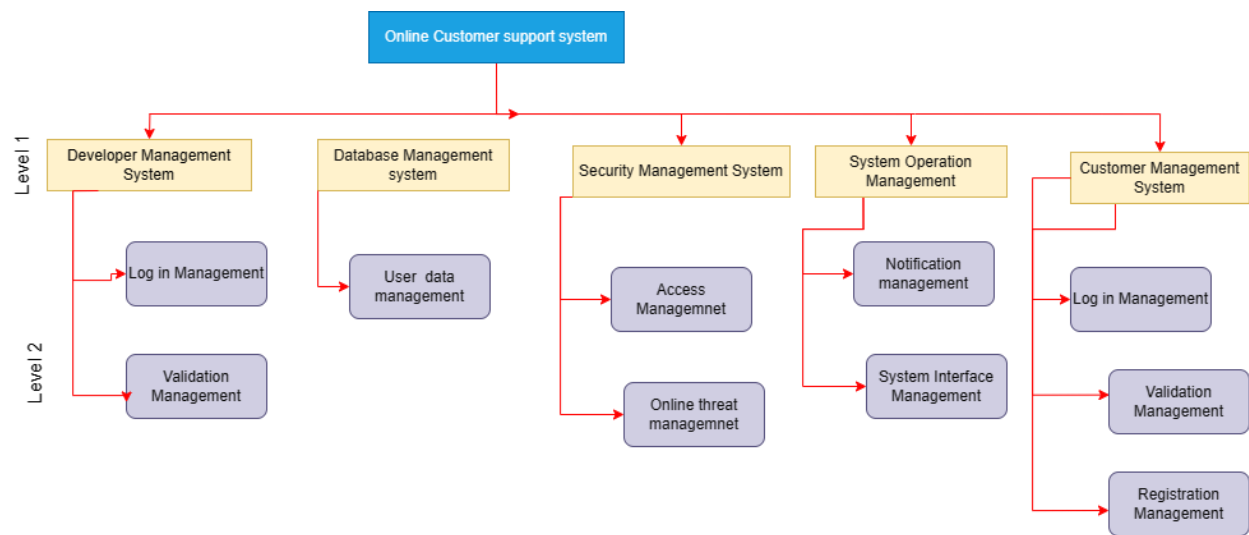 Online Customer support system
Level 1
Developer Management
System
Database Management
system
Security Management System
System Operation
Management
Customer Management
System
Level 2
Log in Management
User data
management
Access
Managemnet
Notification
management
Log in Management
Validation
Management
Online threat
managemnet
System Interface
Management
Validation
Management
Registration
Management